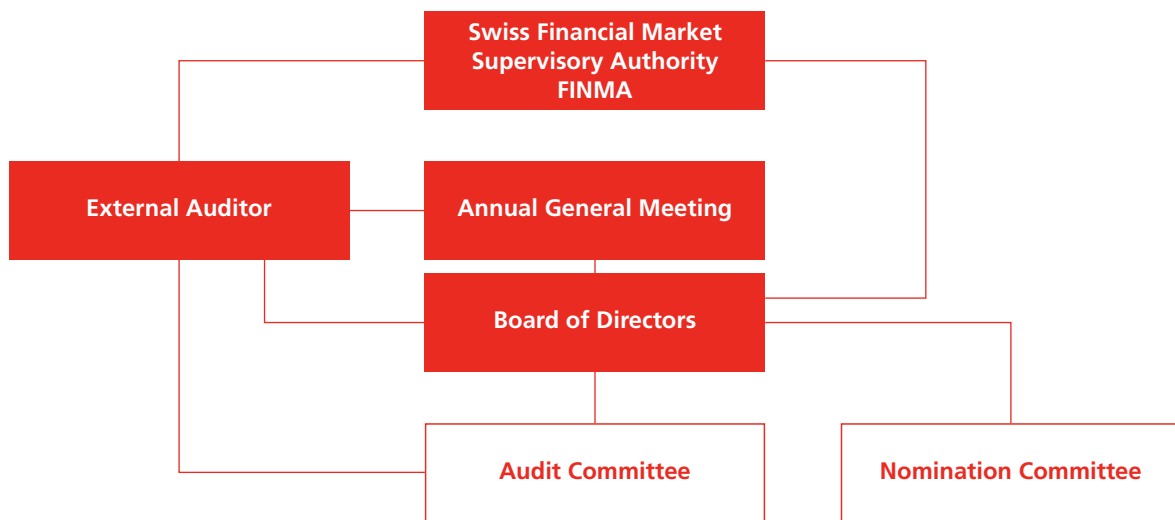 Swiss Financial Market
Supervisory Authority
FINMA
External Auditor
Annual General Meeting
Board of Directors
Audit Committee
Nomination Committee